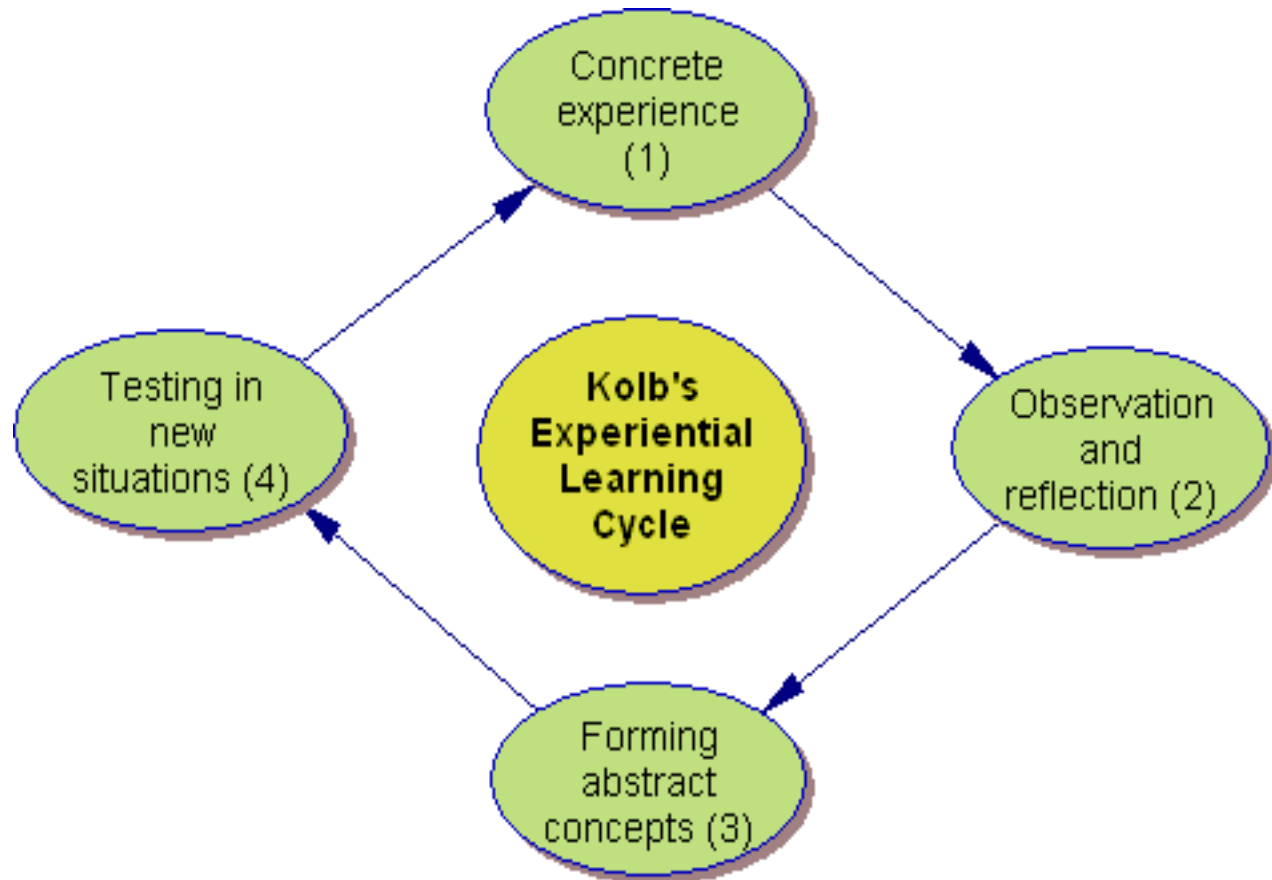 Concrete
experience
(1)
Observation
and
reflection (2)
Forming
abstract
concepts (3)
Testing in
new
situations (4)
Kolb's
Experiential
Learning
Cycle